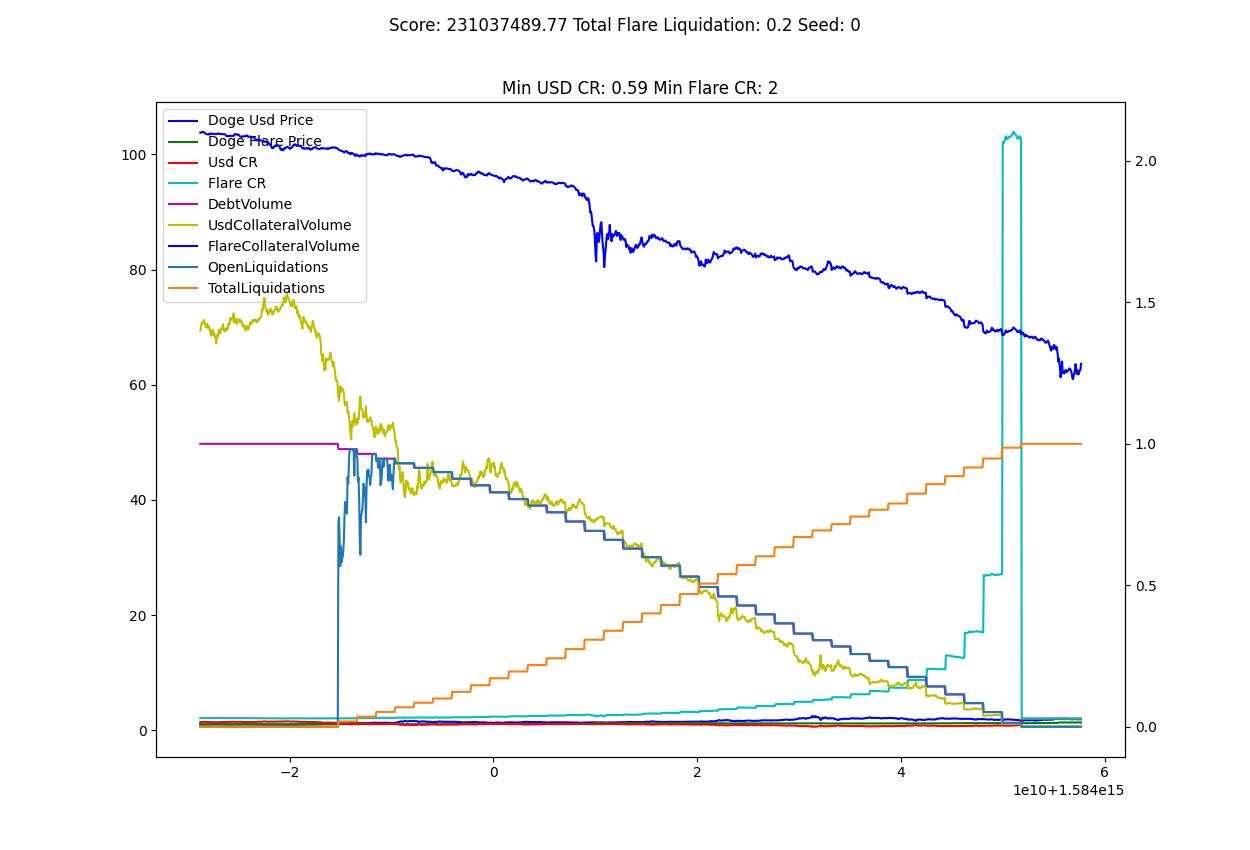 Score: 231037489.77 Total Flare Liquidation: 0.2 Seed: 0
Min USD CR: 0.59 Min Flare CR: 2
Doge Usd Price
Doge Flare Price
Usd CR
Flare CR
DebtVolume
UsdCollateralVolume
FlareCollateralVolume
OpenLiquidations
TotalLiquidations
100
80
60
40
20
0
2.0
1.5
1.0
0.5
0.0
−2
0
2
4
6
1e10+1.584e15